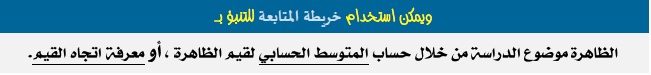 ويمكن استخدام خريطة المتابعة للتنبؤ بـ
الظاهرة موضوع الدراسة من خلال حساب المتوسط الحسابي لقيم الظاهرة ، أو معرفة اتجاه القيم.